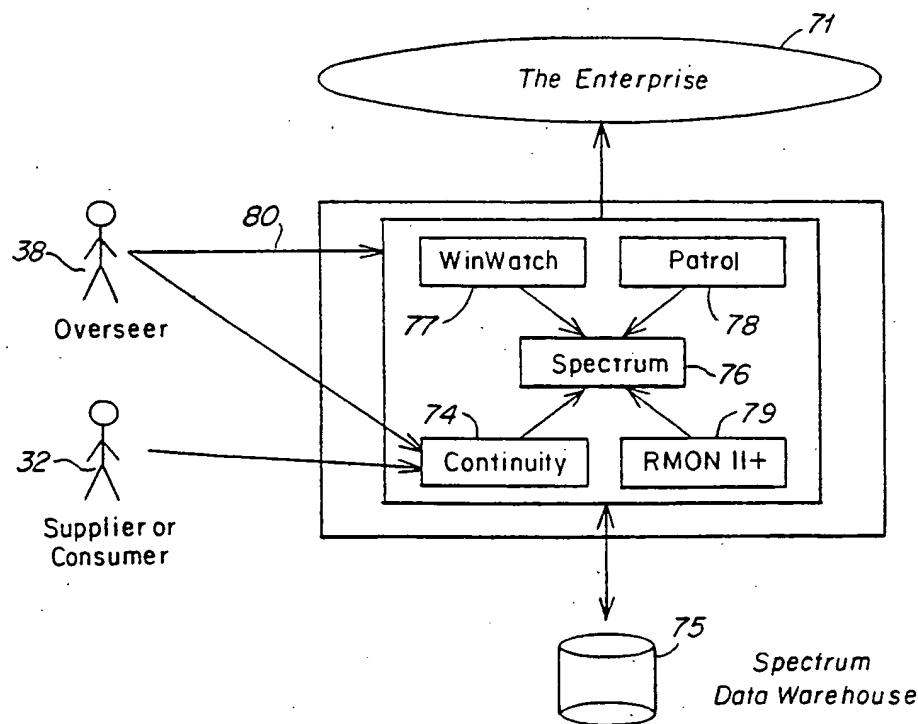 71
The Enterprise
80
38
Overseer
WinWatch
Patrol
77
78
Spectrum
76
74
79
32
Continuity
RMON II+
Supplier or
Consumer
75
Spectrum
Data Warehouse